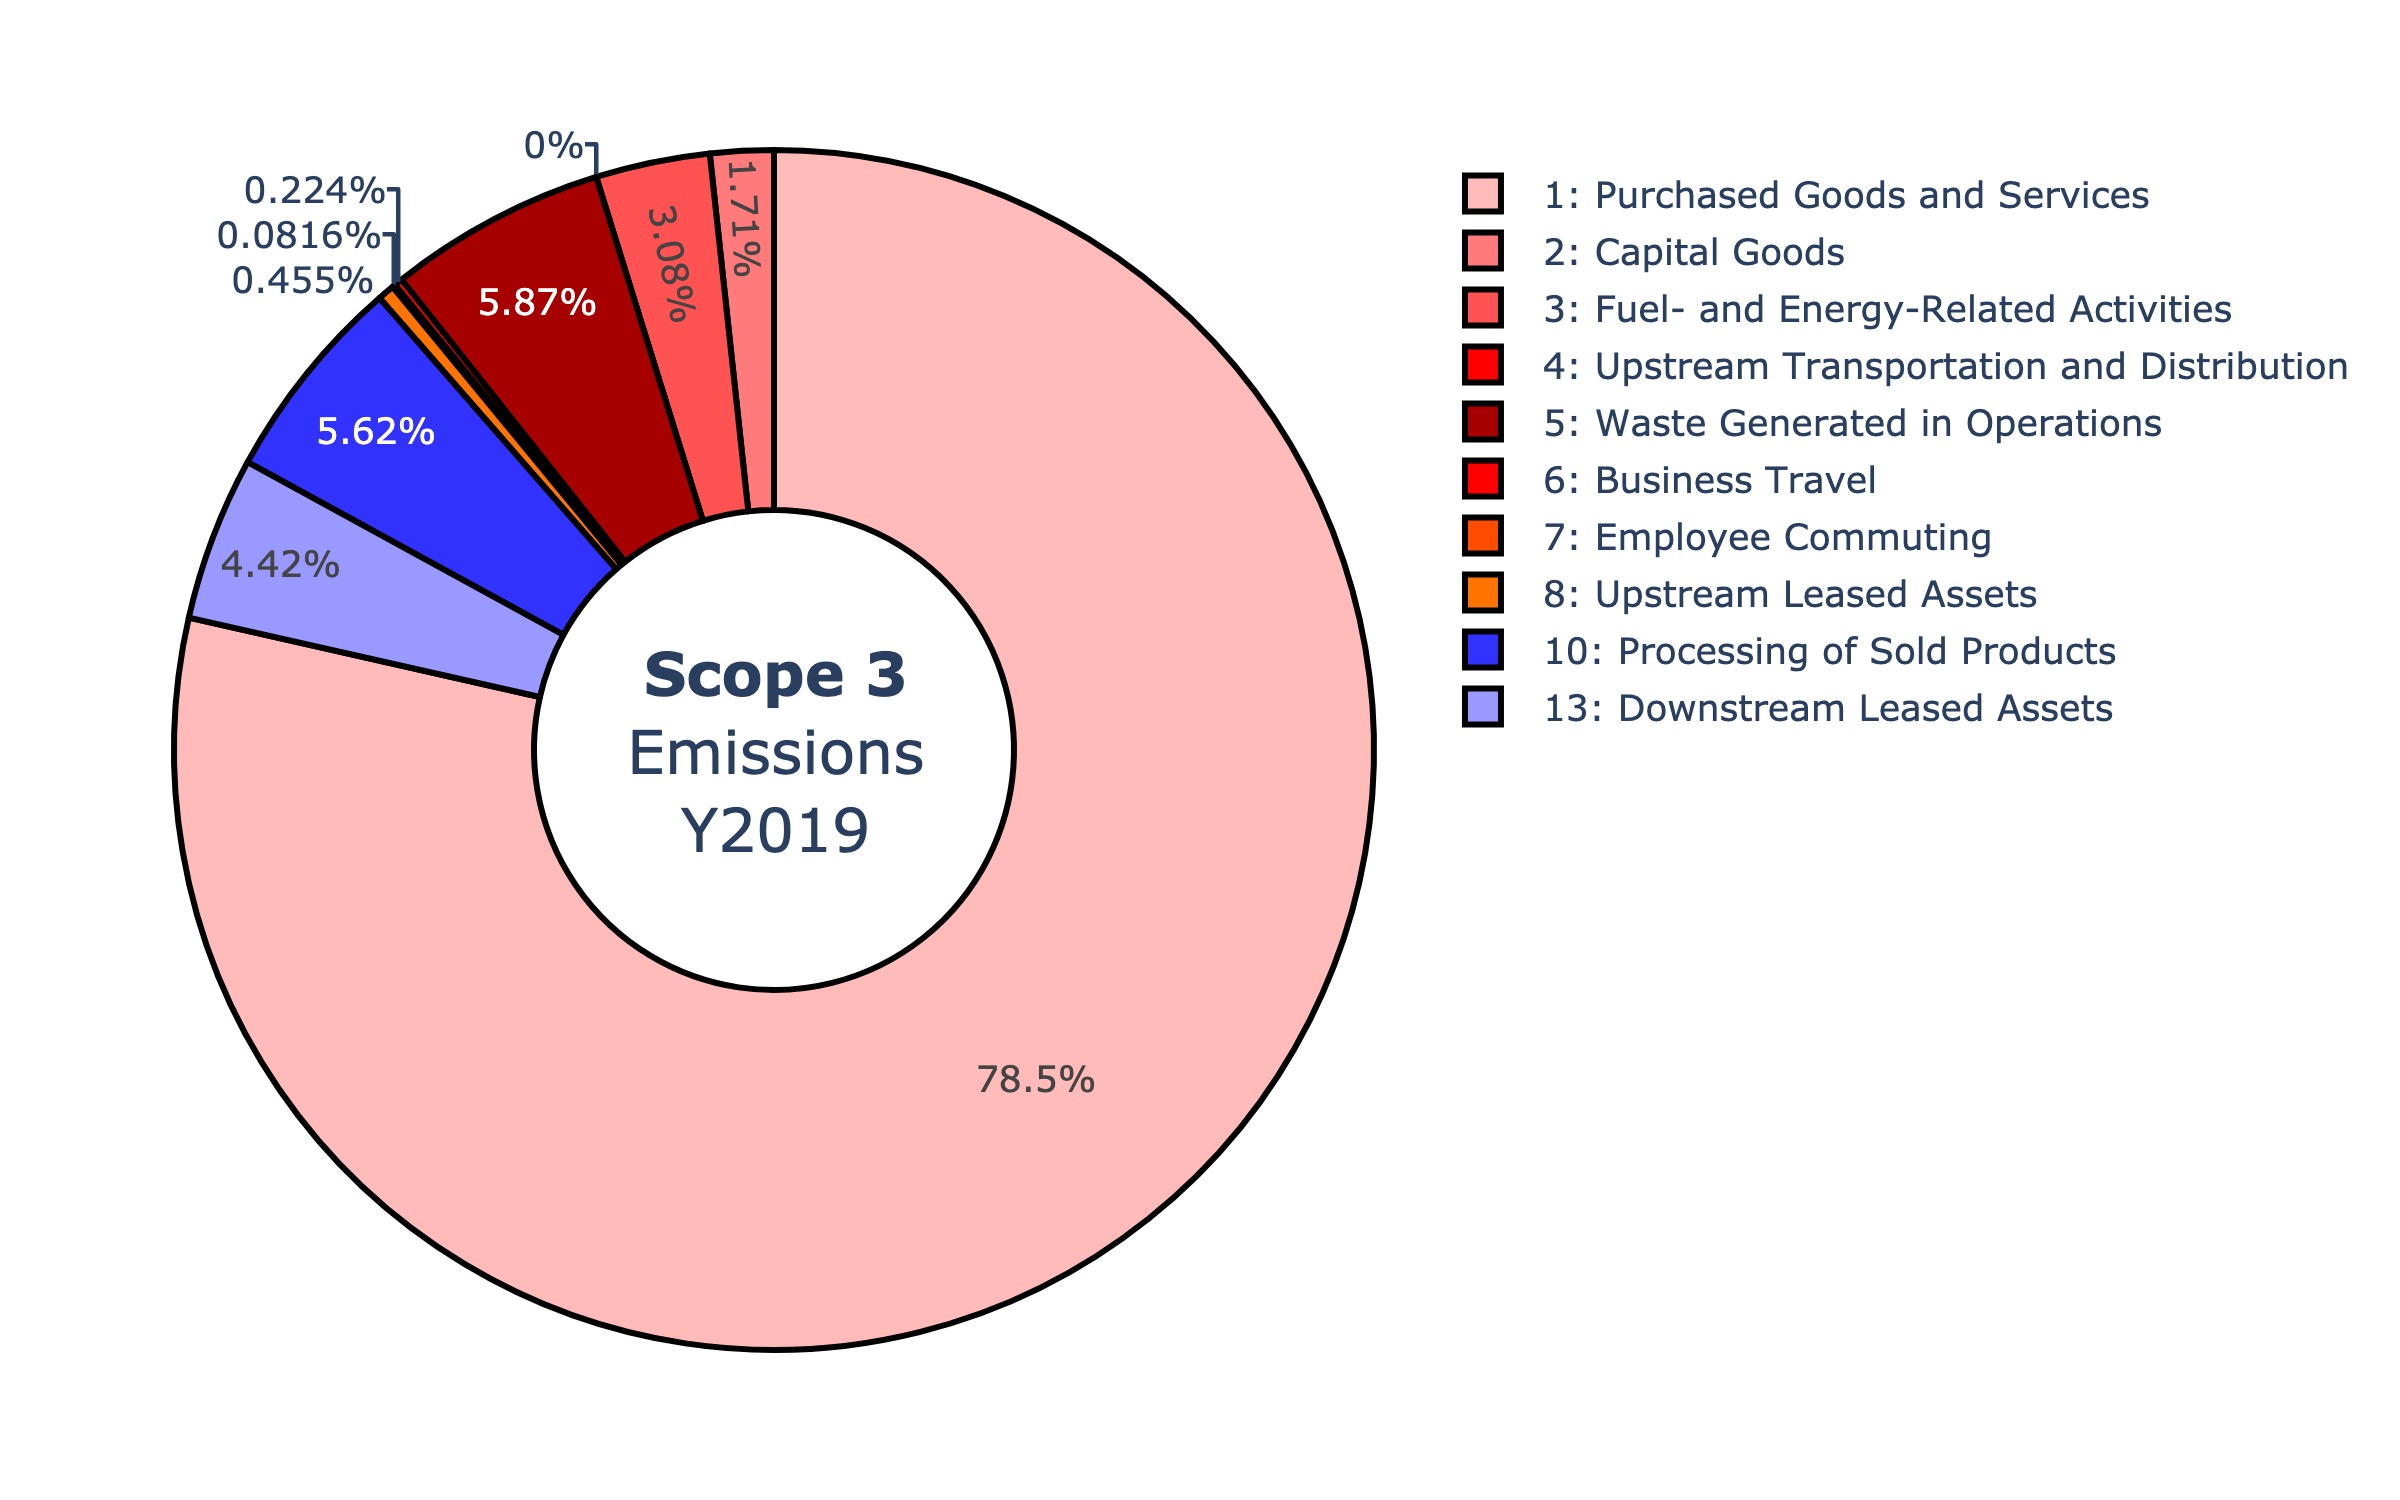 0%
0.224%
0.0816%
0.455%
1.71%
3.08%
5.87%
5.62%
4.42%
78.5%
Scope 3
Emissions
Y2019
1: Purchased Goods and Services
2: Capital Goods
3: Fuel- and Energy-Related Activities
4: Upstream Transportation and Distribution
5: Waste Generated in Operations
6: Business Travel
7: Employee Commuting
8: Upstream Leased Assets
10: Processing of Sold Products
13: Downstream Leased Assets